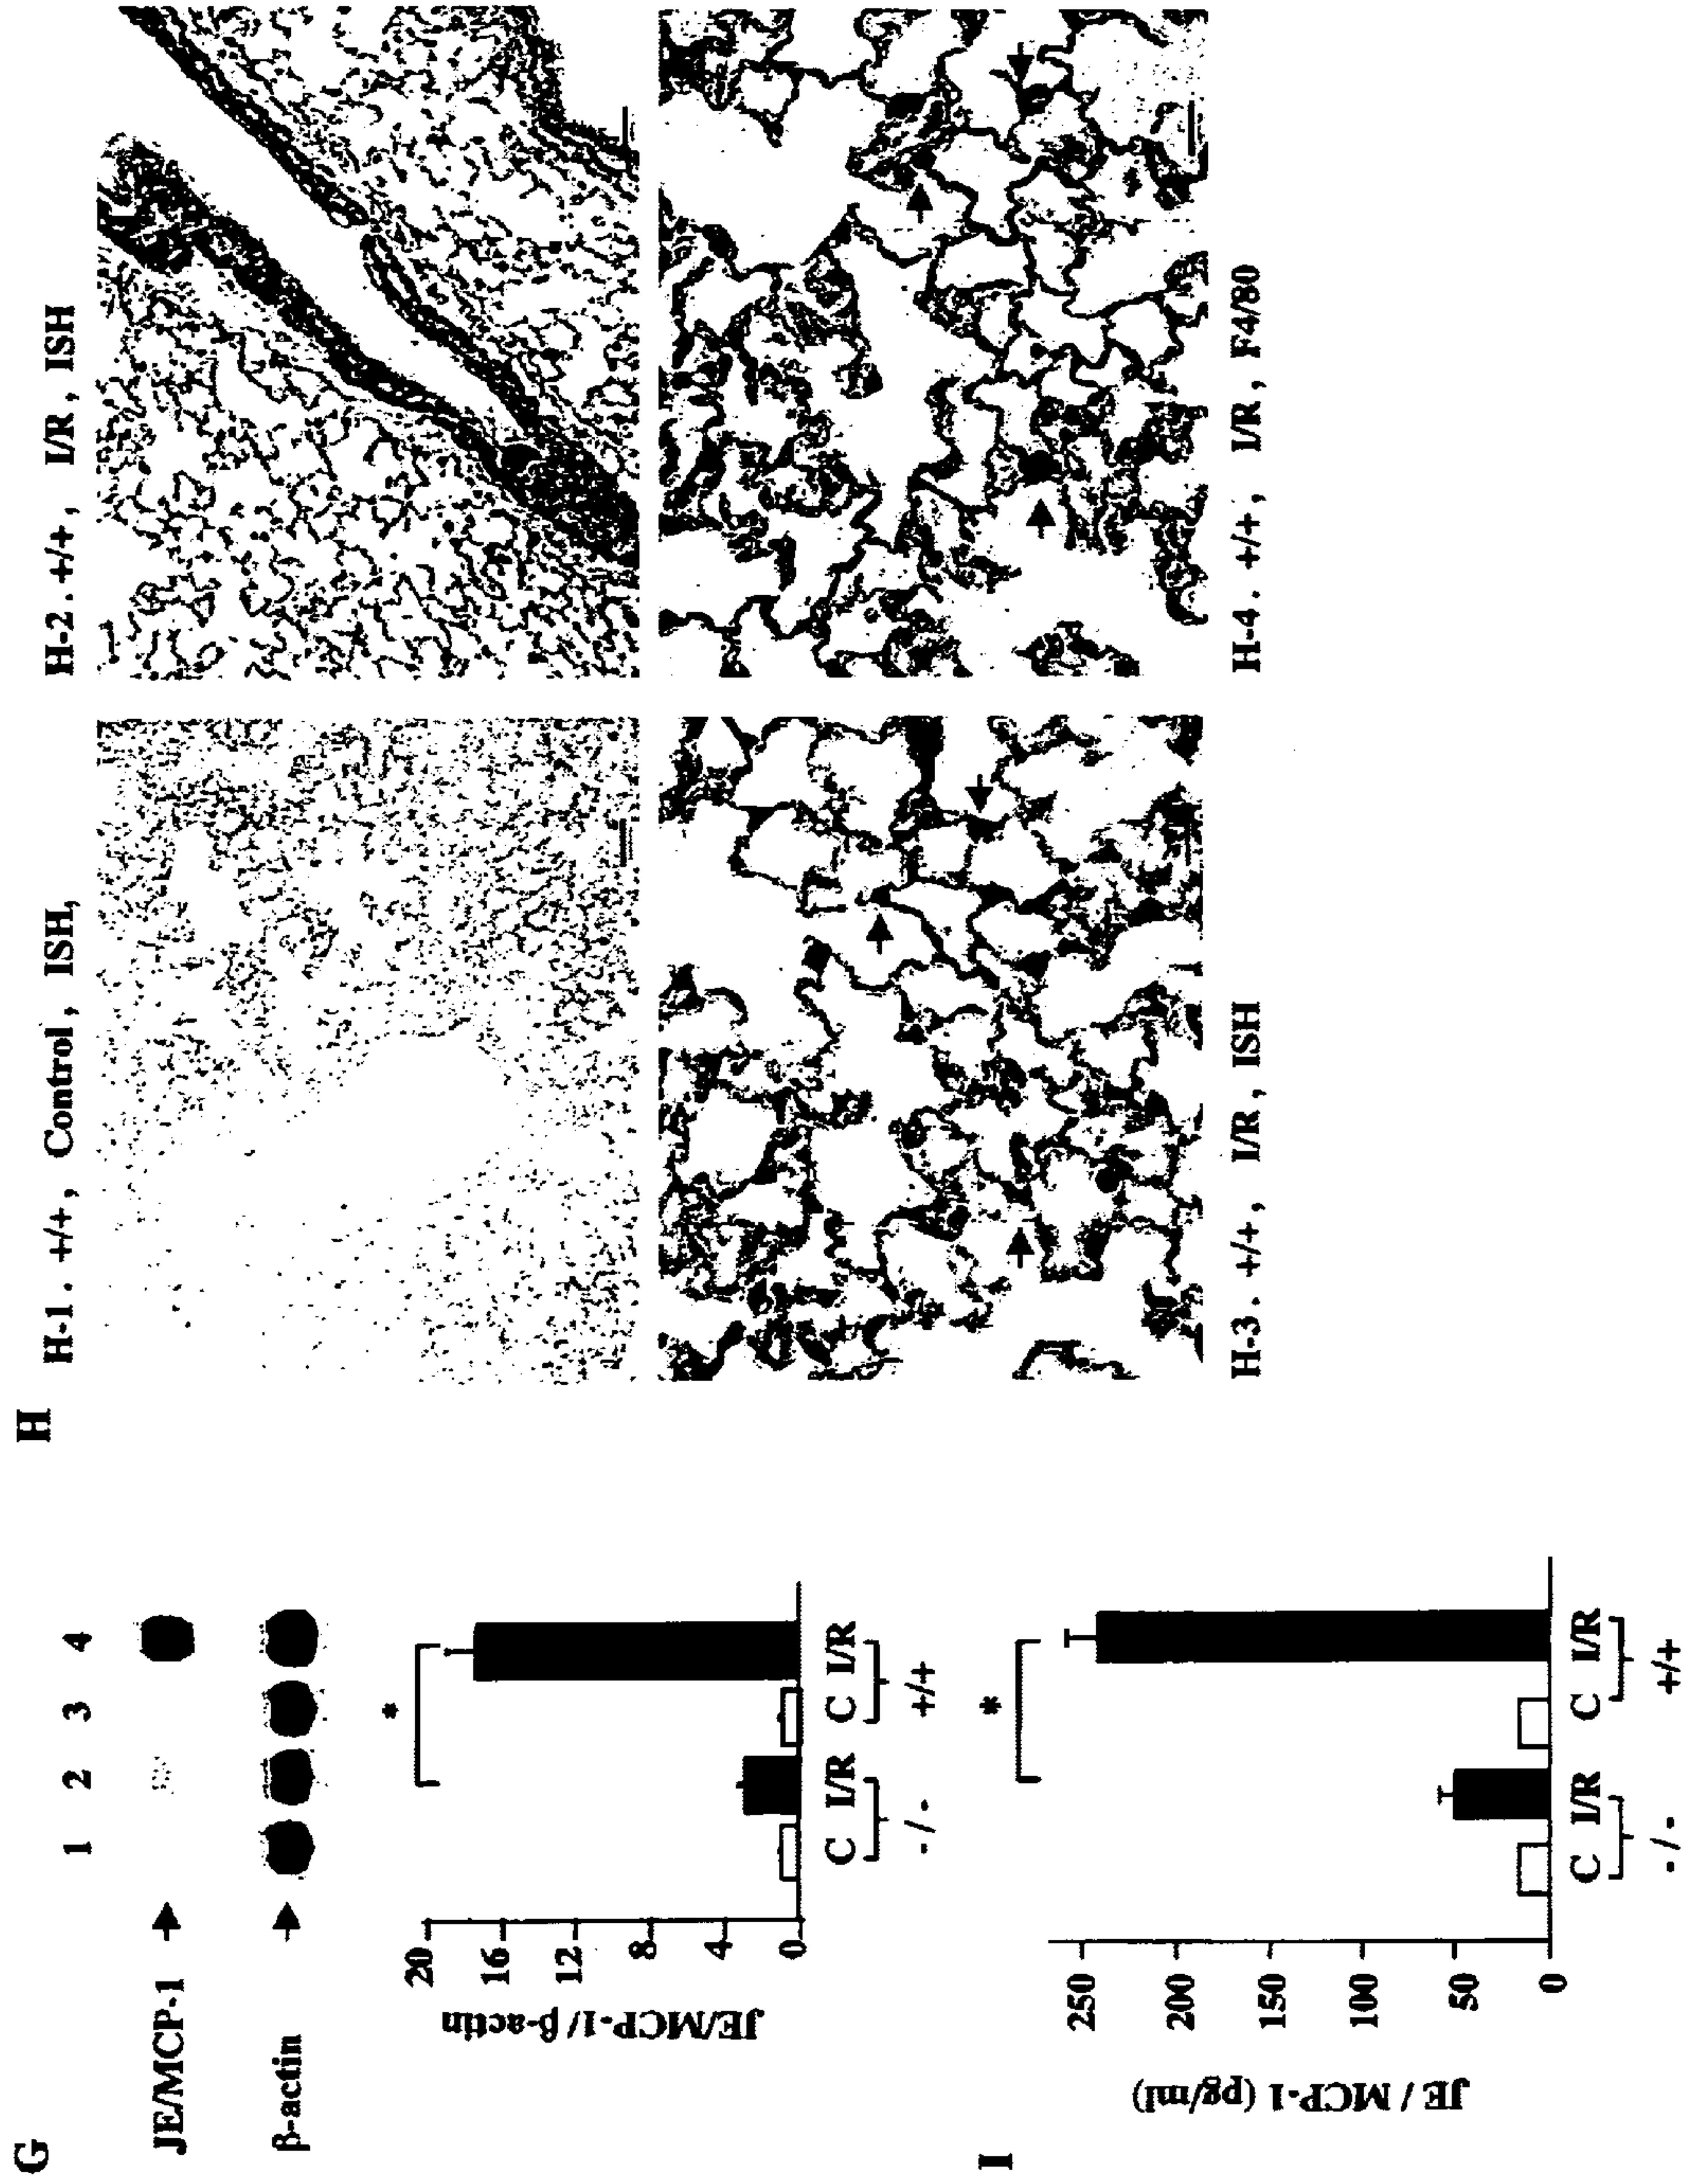 G
1 2 3 4
JE/MCP-1
β-actin
JE/MCP-1/ β-actin
20
16
12
8
4
0
C I/R C I/R
-/- +/+
*
H
H-1. +/+, Control, ISH,
H-2. +/+, I/R, ISH
H-3. +/+, I/R, ISH
H-4. +/+, I/R, F4/80
I
JE / MCP-1 (pg/ml)
250
200
150
100
50
0
C I/R C I/R
-/- +/+
*